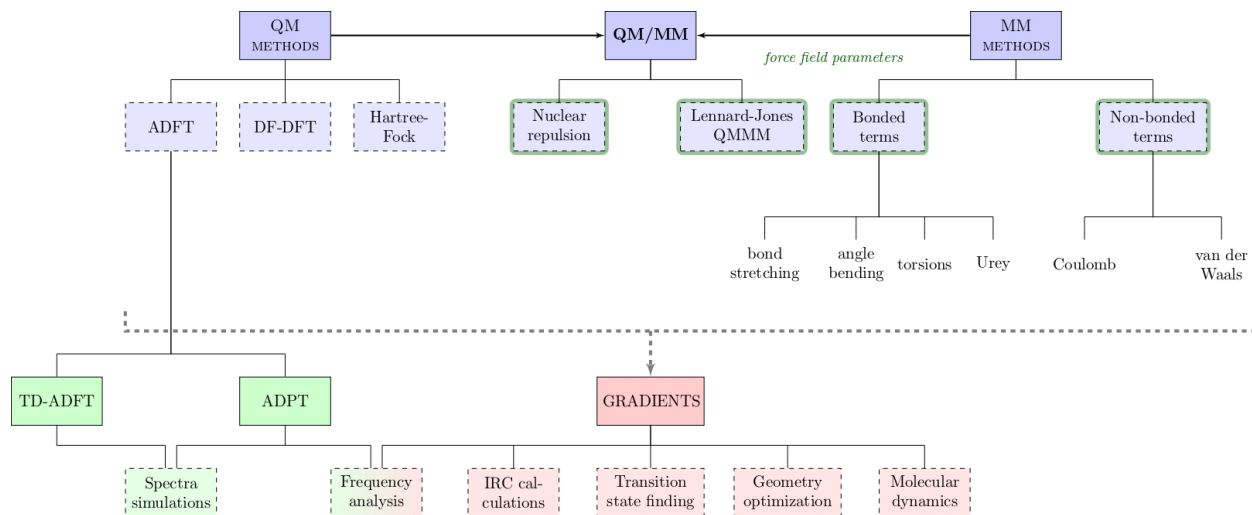 QM
METHODS
QM/MM
MM
METHODS
force field parameters
ADFT
DF-DFT
Hartree-
Fock
Nuclear
repulsion
Lennard-Jones
QMMM
Bonded
terms
Non-bonded
terms
bond
stretching
angle
bending
torsions
Urey
Coulomb
van der
Waals
TD-ADFT
ADPT
GRADIENTS
Spectra
simulations
Frequency
analysis
IRC cal-
culations
Transition
state finding
Geometry
optimization
Molecular
dynamics